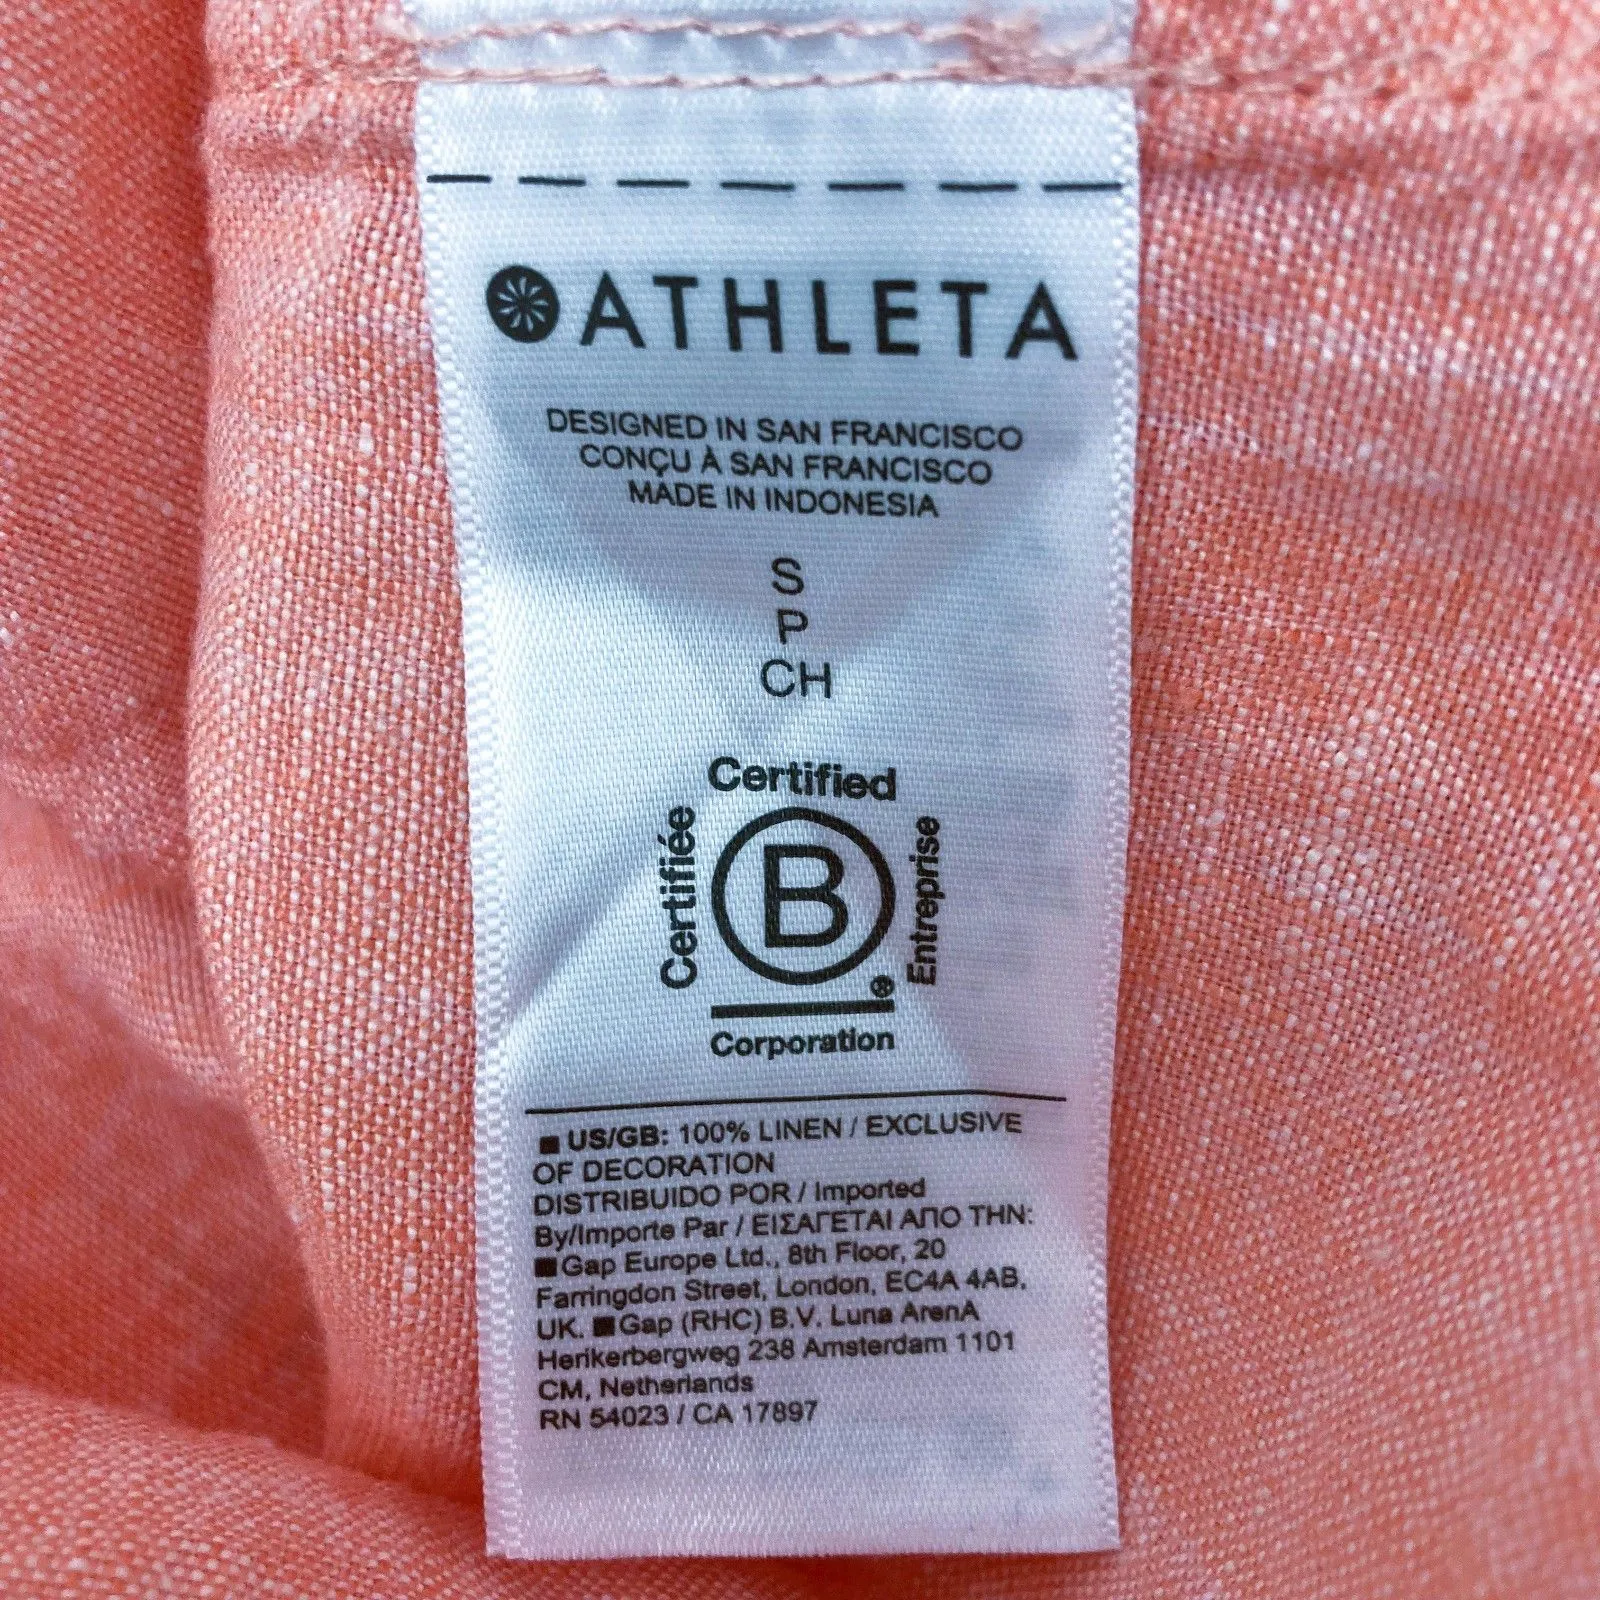 ATHLETA
DESIGNED IN SAN FRANCISCO
CONÇU À SAN FRANCISCO
MADE IN INDONESIA
S
P
CH
Certified
Certifiée
B
Entreprise
®
Corporation
■ US/GB: 100% LINEN / EXCLUSIVE
OF DECORATION
DISTRIBUIDO POR / Imported
By/Importe Par / ΕΙΣΑΓΕΤΑΙ ΑΠΟ ΤΗΝ:
■Gap Europe Ltd., 8th Floor, 20
Farringdon Street, London, EC4A 4AB,
UK. ■Gap (RHC) B.V. Luna ArenA
Herikerbergweg 238 Amsterdam 1101
CM, Netherlands
RN 54023 / CA 17897